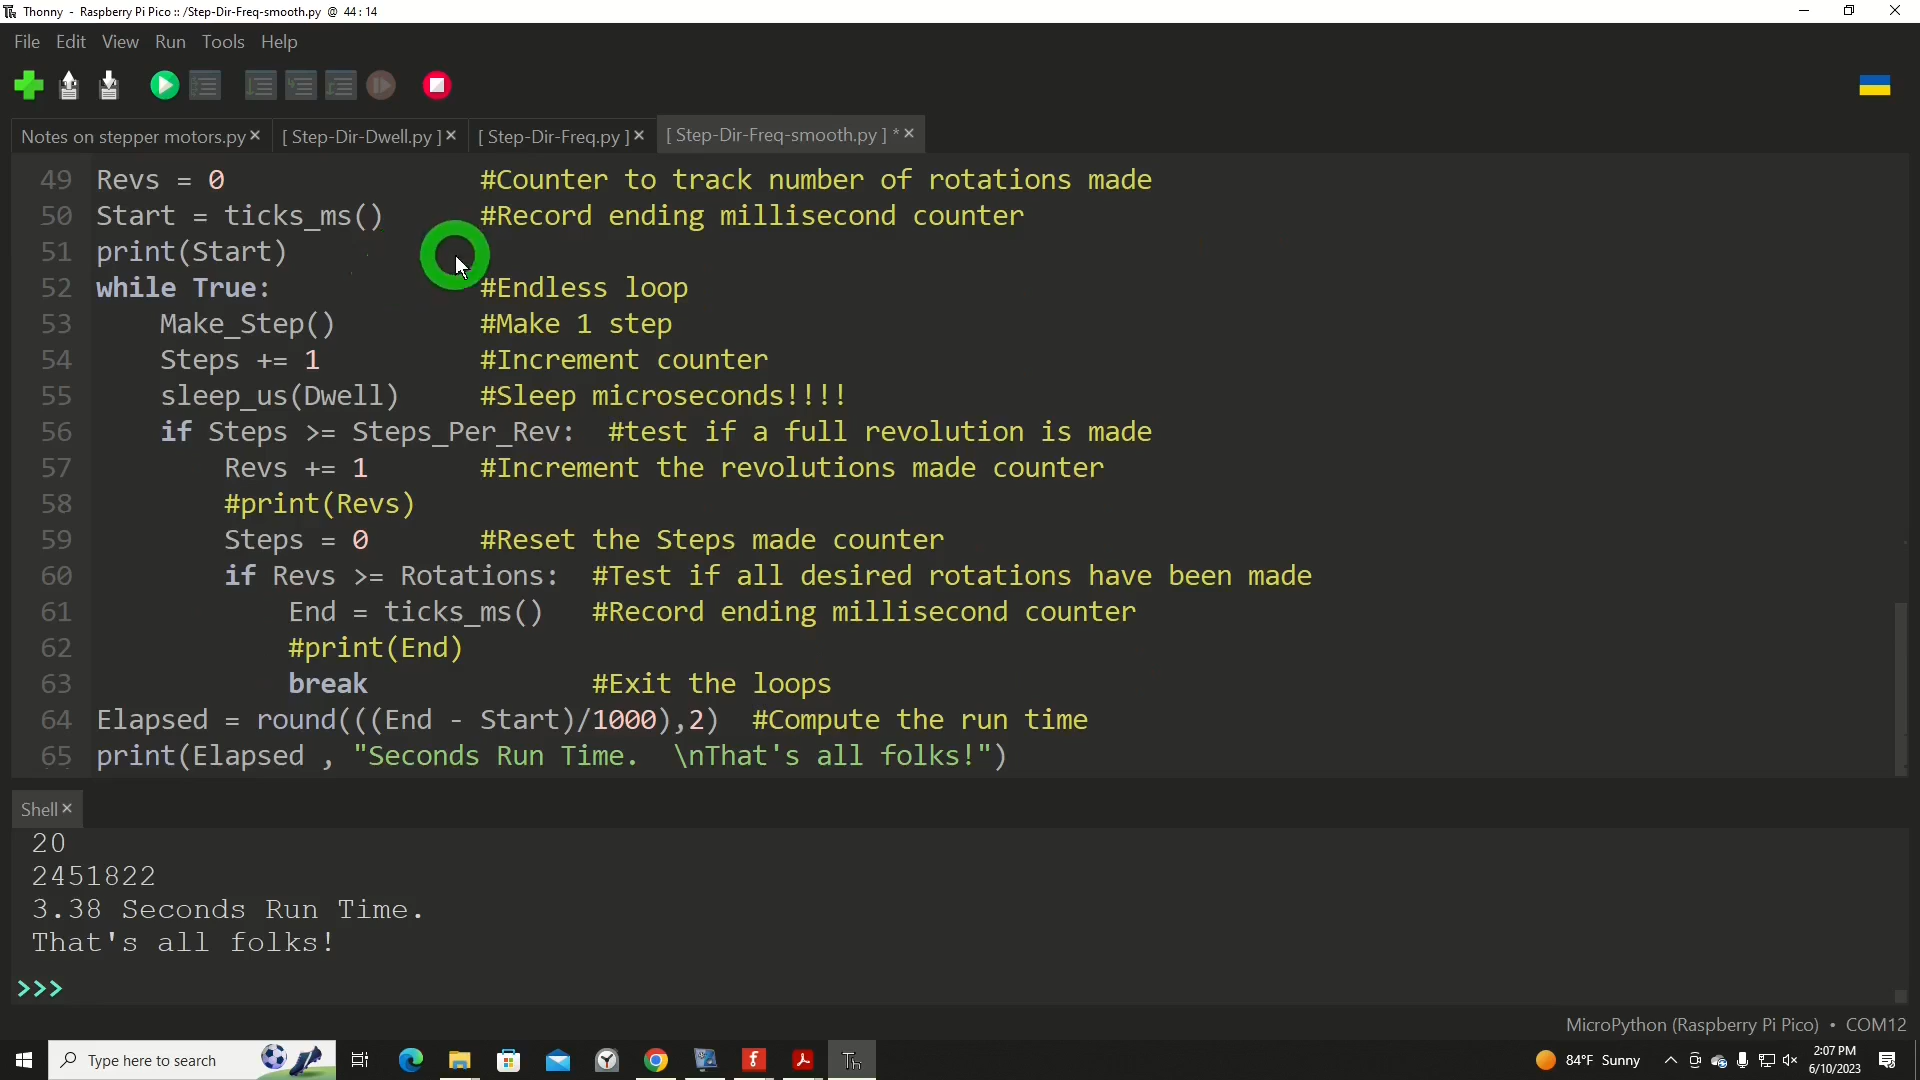 Thonny - Raspberry Pi Pico :: /Step-Dir-Freq-smooth.py @ 44 : 14
File Edit View Run Tools Help
Notes on stepper motors.py × [ Step-Dir-Dwell.py ] × [ Step-Dir-Freq.py ] × [ Step-Dir-Freq-smooth.py ] * ×
49 Revs = 0 #Counter to track number of rotations made
50 Start = ticks_ms() #Record ending millisecond counter
51 print(Start)
52 while True: #Endless loop
53 Make_Step() #Make 1 step
54 Steps += 1 #Increment counter
55 sleep_us(Dwell) #Sleep microseconds!!!!
56 if Steps >= Steps_Per_Rev: #test if a full revolution is made
57 Revs += 1 #Increment the revolutions made counter
58 #print(Revs)
59 Steps = 0 #Reset the Steps made counter
60 if Revs >= Rotations: #Test if all desired rotations have been made
61 End = ticks_ms() #Record ending millisecond counter
62 #print(End)
63 break #Exit the loops
64 Elapsed = round(((End - Start)/1000),2) #Compute the run time
65 print(Elapsed , "Seconds Run Time. \nThat's all folks!")
Shell ×
20
2451822
3.38 Seconds Run Time.
That's all folks!
>>>
MicroPython (Raspberry Pi Pico) • COM12
Type here to search
Th
84°F Sunny
2:07 PM
6/10/2023